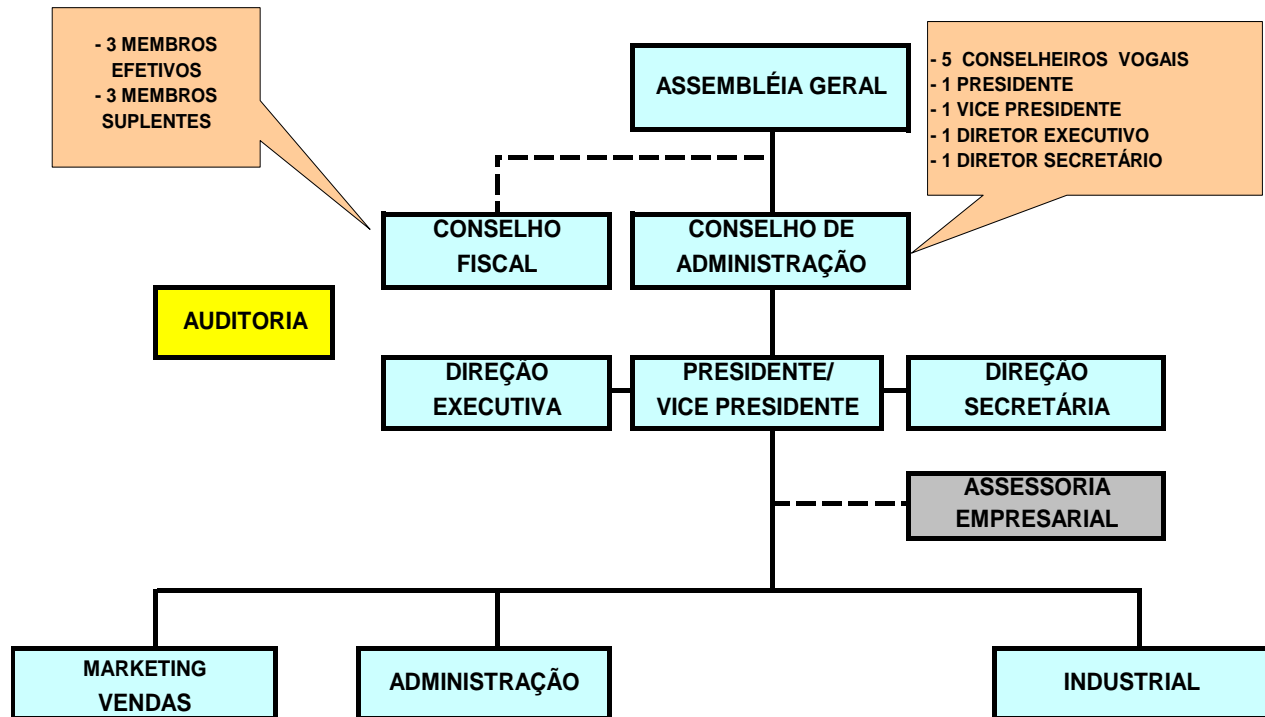 - 3 MEMBROS
EFETIVOS
- 3 MEMBROS
SUPLENTES
ASSEMBLÉIA GERAL
- 5 CONSELHEIROS VOGAIS
- 1 PRESIDENTE
- 1 VICE PRESIDENTE
- 1 DIRETOR EXECUTIVO
- 1 DIRETOR SECRETÁRIO
CONSELHO
FISCAL
CONSELHO DE
ADMINISTRAÇÃO
AUDITORIA
DIREÇÃO
EXECUTIVA
PRESIDENTE/
VICE PRESIDENTE
DIREÇÃO
SECRETÁRIA
ASSESSORIA
EMPRESARIAL
MARKETING
VENDAS
ADMINISTRAÇÃO
INDUSTRIAL